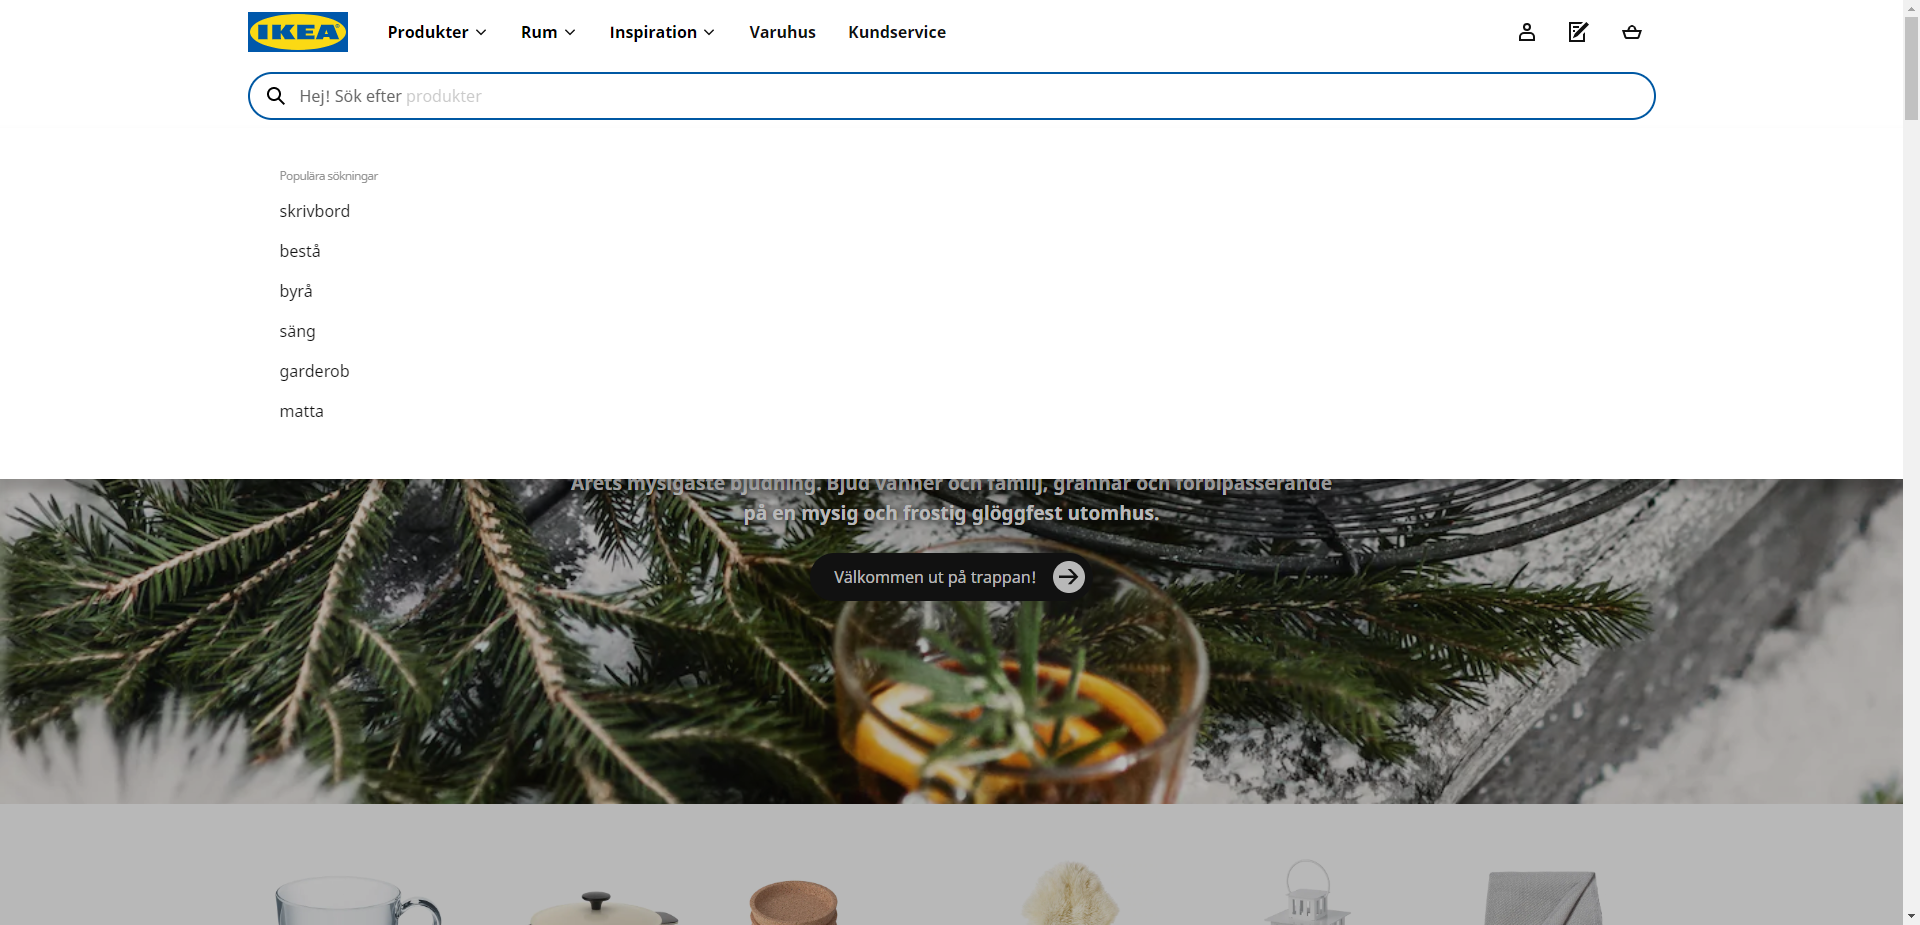 IKEA
Produkter
Rum
Inspiration
Varuhus
Kundservice
Hej! Sök efter produkter
Populära sökningar
skrivbord
bestå
byrå
säng
garderob
matta
Årets mysigaste bjudning. Bjud vänner och familj, grannar och förbipasserande
på en mysig och frostig glöggfest utomhus.
Välkommen ut på trappan!